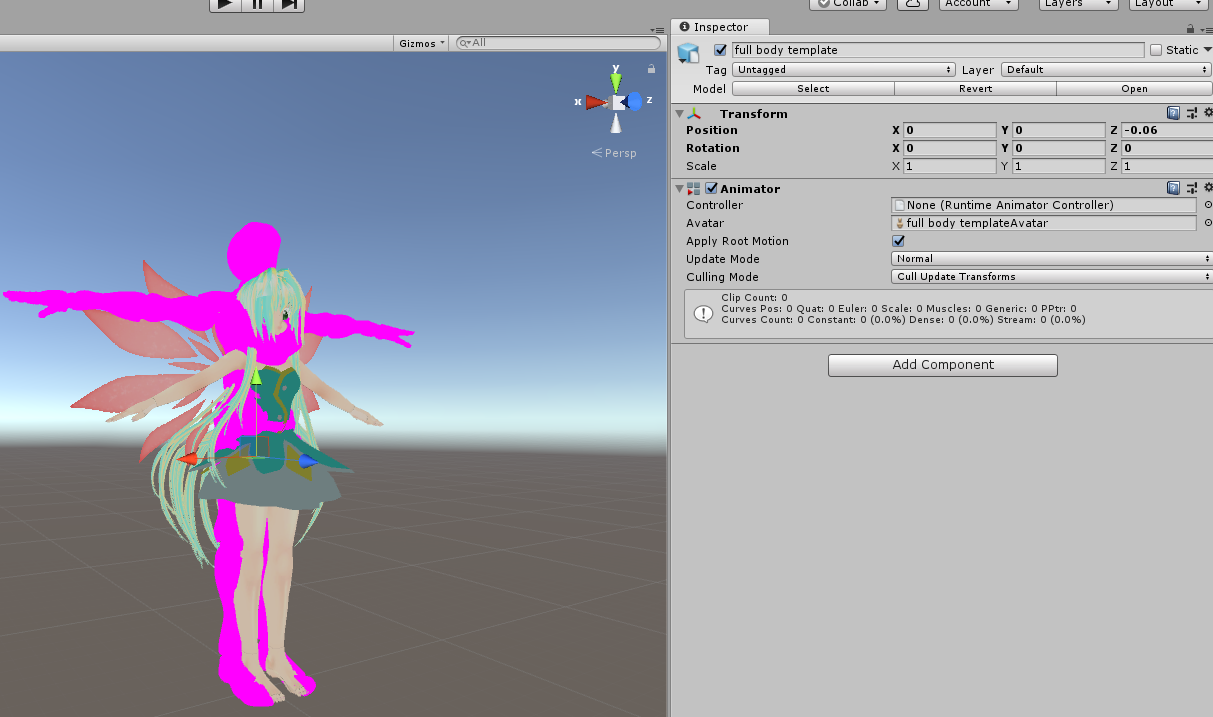 Collab Account Layers Layout
Gizmos All
Inspector
full body template Static
Tag Untagged Layer Default
Model Select Revert Open
Transform
Position X 0 Y 0 Z -0.06
Rotation X 0 Y 0 Z 0
Scale X 1 Y 1 Z 1
Animator
Controller None (Runtime Animator Controller)
Avatar full body templateAvatar
Apply Root Motion
Update Mode Normal
Culling Mode Cull Update Transforms
Clip Count: 0
Curves Pos: 0 Quat: 0 Euler: 0 Scale: 0 Muscles: 0 Generic: 0 PPtr: 0
Curves Count: 0 Constant: 0 (0.0%) Dense: 0 (0.0%) Stream: 0 (0.0%)
Add Component
y
x z
Persp